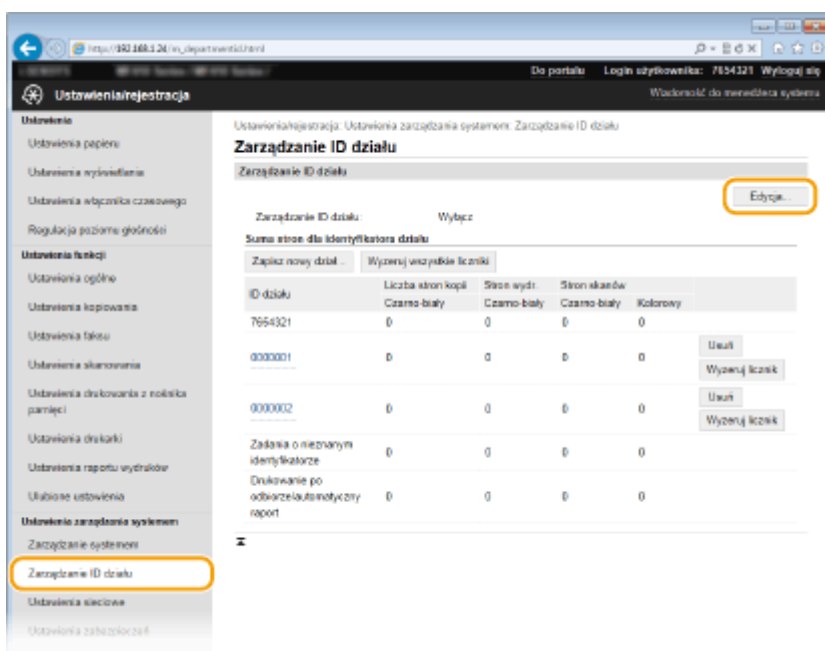 http://192.168.1.24/m_departmentid.html
Do portalu Login użytkownika: 7654321 Wyloguj się
Ustawienia/rejestracja
Wiadomość do menedżera systemu
Ustawienia
Ustawienia papieru
Ustawienia wyświetlania
Ustawienia włącznika czasowego
Regulacja poziomu głośności
Ustawienia funkcji
Ustawienia ogólne
Ustawienia kopiowania
Ustawienia faksu
Ustawienia skanowania
Ustawienia drukowania z nośnika
pamięci
Ustawienia drukarki
Ustawienia raportu wydruków
Ulubione ustawienia
Ustawienia zarządzania systemem
Zarządzanie systemem
Zarządzanie ID działu
Ustawienia sieciowe
Ustawienia zabezpieczeń
Ustawienia/rejestracja: Ustawienia zarządzania systemem: Zarządzanie ID działu
Zarządzanie ID działu
Zarządzanie ID działu
Edycja...
Zarządzanie ID działu: Wyłącz
Suma stron dla identyfikatora działu
Zapisz nowy dział... Wyzeruj wszystkie liczniki
ID działu Liczba stron kopii Stron wydr. Stron skanów
Czarno-biały Czarno-biały Czarno-biały Kolorowy
7654321 0 0 0 0
0000001 0 0 0 0 Usuń
Wyzeruj licznik
0000002 0 0 0 0 Usuń
Wyzeruj licznik
Zadania o nieznanym
identyfikatorze 0 0 0 0
Drukowanie po
odbiorze/automatyczny 0 0 0 0
raport